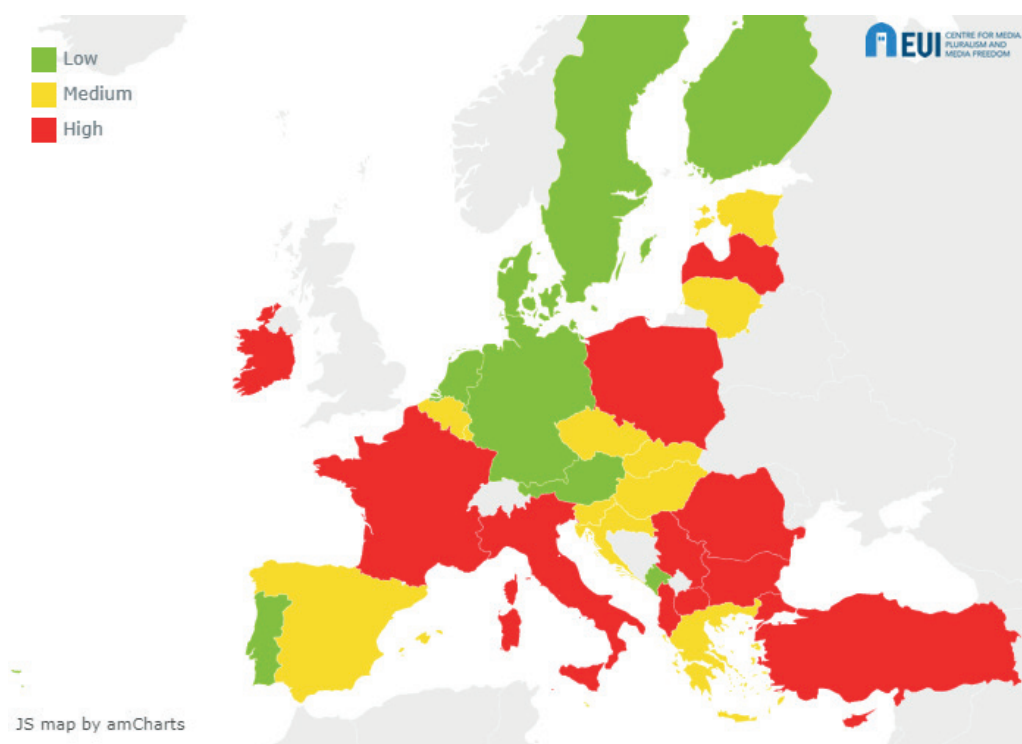 Low
Medium
High
EUI
CENTRE FOR MEDIA
PLURALISM AND
MEDIA FREEDOM
JS map by amCharts